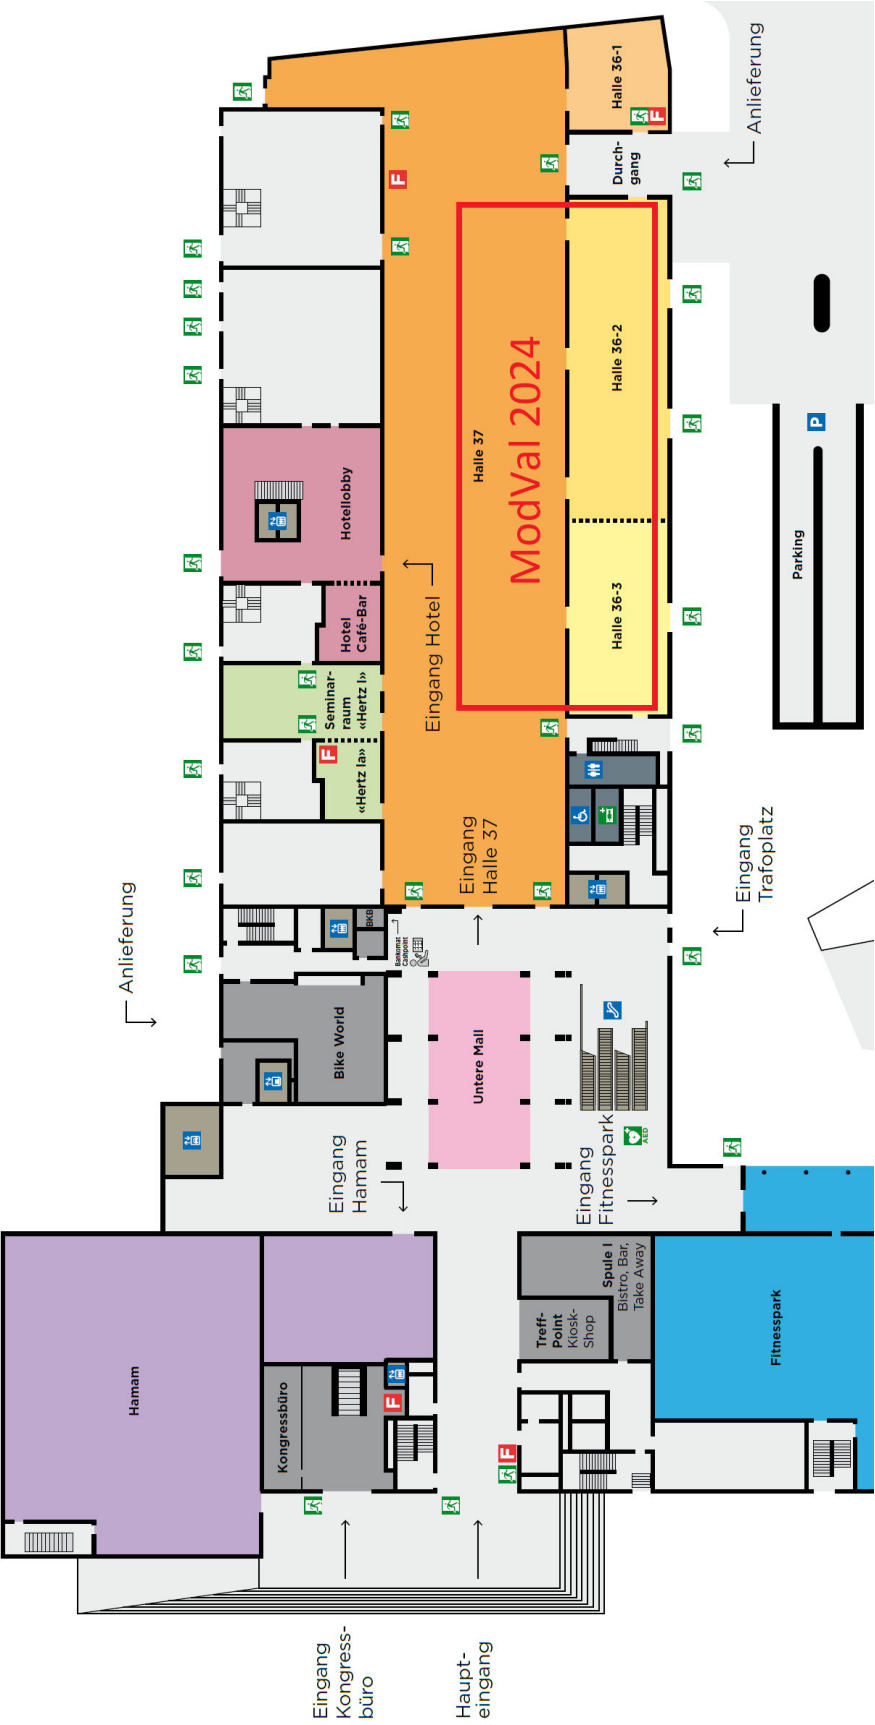 Anlieferung
Halle 36-1
F
Durch-
gang
F
Halle 37
ModVal 2024
Halle 36-2
Halle 36-3
P
Parking
Hotellobby
Hotel
Café-Bar
Eingang Hotel
Seminar-
raum
«Hertz I»
F
«Hertz Ia»
Eingang
Halle 37
Eingang
Trafoplatz
Anlieferung
BKB
Bankomat
Cashpoint
Bike World
Untere Mall
AED
Eingang
Hamam
Eingang
Fitnesspark
Hamam
Spule I
Bistro, Bar,
Take Away
Treff-
Point
Kiosk-
Shop
Fitnesspark
Kongressbüro
F
F
Eingang
Kongress-
büro
Haupt-
eingang